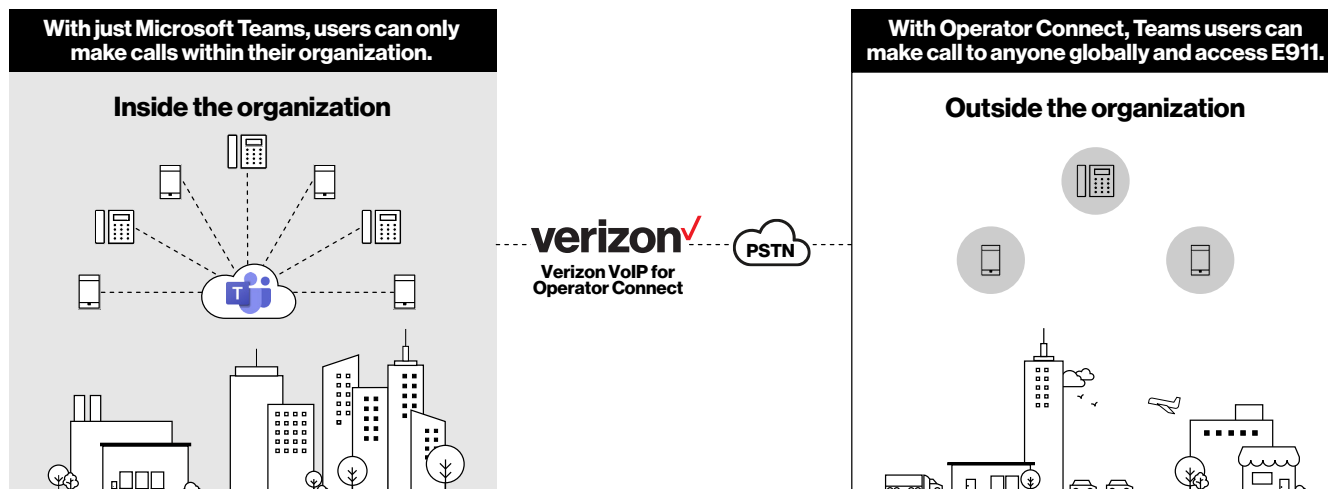 With just Microsoft Teams, users can only
make calls within their organization.
Inside the organization
T
verizon
Verizon VoIP for
Operator Connect
PSTN
With Operator Connect, Teams users can
make call to anyone globally and access E911.
Outside the organization